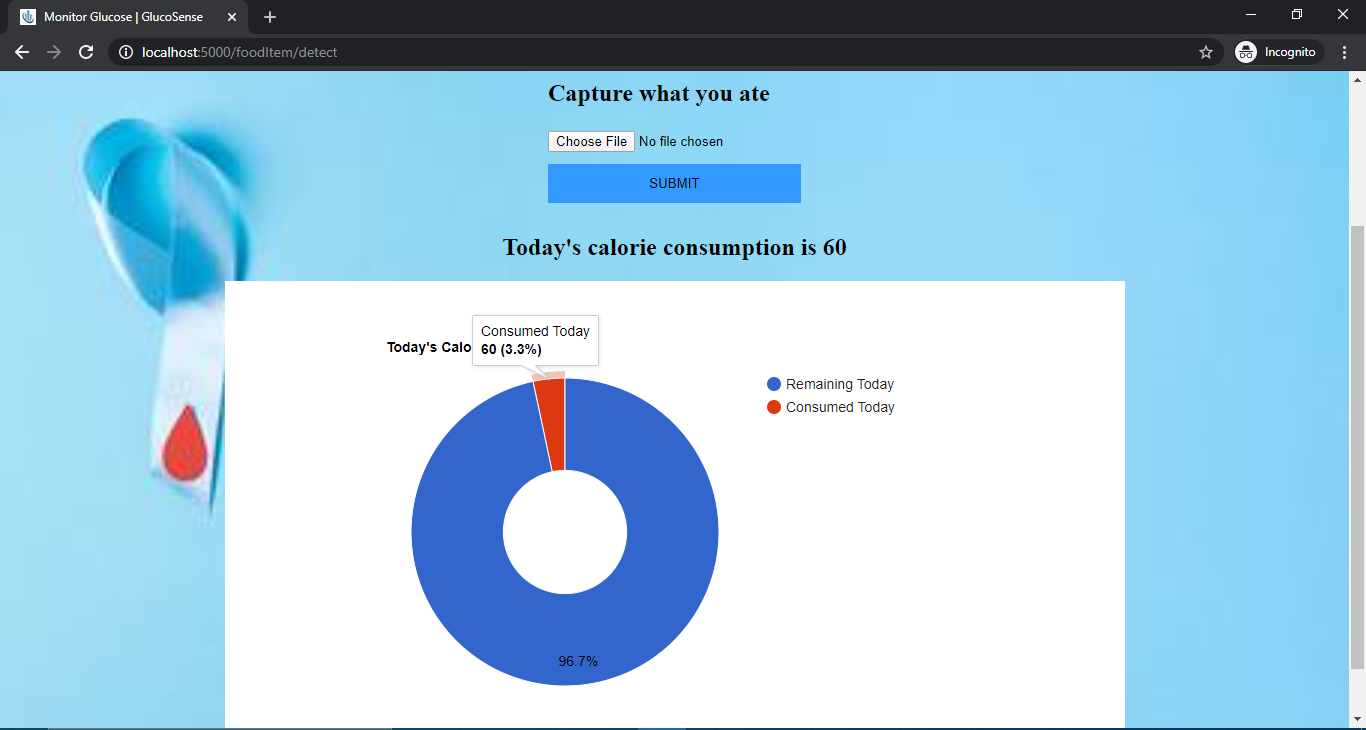 Monitor Glucose | GlucoSense
localhost:5000/foodItem/detect
Incognito
Capture what you ate
Choose File No file chosen
SUBMIT
Today's calorie consumption is 60
Consumed Today
60 (3.3%)
Today's Calo
Remaining Today
Consumed Today
96.7%